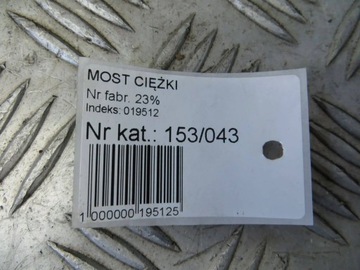 MOST CIĘŻKI
Nr fabr. 23%
Indeks: 019512
Nr kat.: 153/043
1 000000 195125